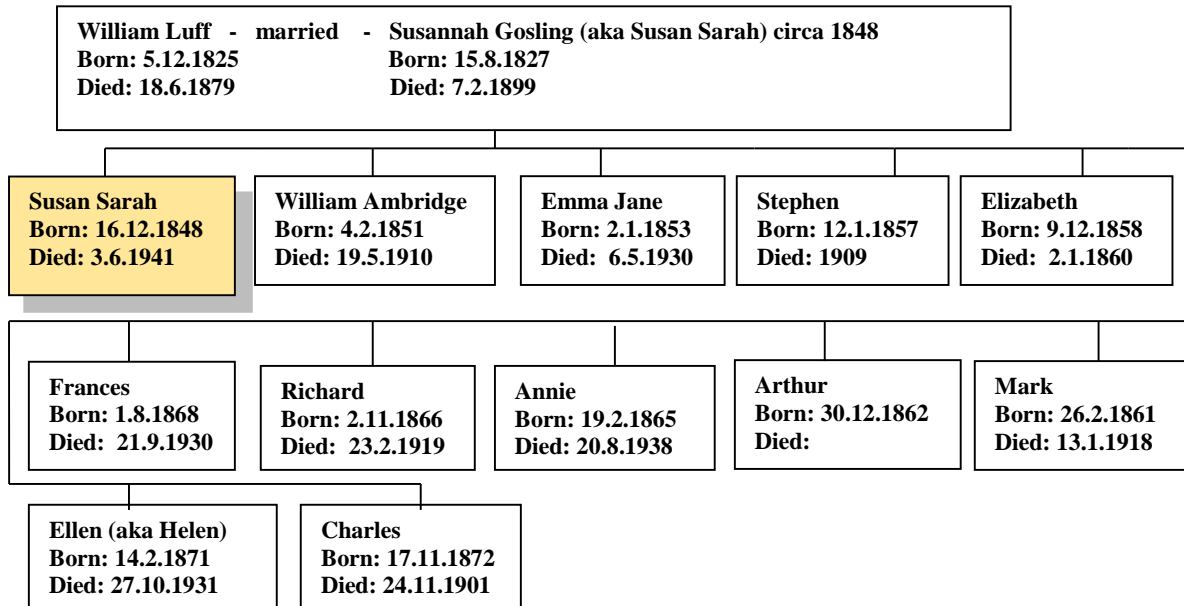 William Luff - married - Susannah Gosling (aka Susan Sarah) circa 1848
Born: 5.12.1825 Born: 15.8.1827
Died: 18.6.1879 Died: 7.2.1899
Susan Sarah
Born: 16.12.1848
Died: 3.6.1941
William Ambridge
Born: 4.2.1851
Died: 19.5.1910
Emma Jane
Born: 2.1.1853
Died: 6.5.1930
Stephen
Born: 12.1.1857
Died: 1909
Elizabeth
Born: 9.12.1858
Died: 2.1.1860
Frances
Born: 1.8.1868
Died: 21.9.1930
Richard
Born: 2.11.1866
Died: 23.2.1919
Annie
Born: 19.2.1865
Died: 20.8.1938
Arthur
Born: 30.12.1862
Died:
Mark
Born: 26.2.1861
Died: 13.1.1918
Ellen (aka Helen)
Born: 14.2.1871
Died: 27.10.1931
Charles
Born: 17.11.1872
Died: 24.11.1901